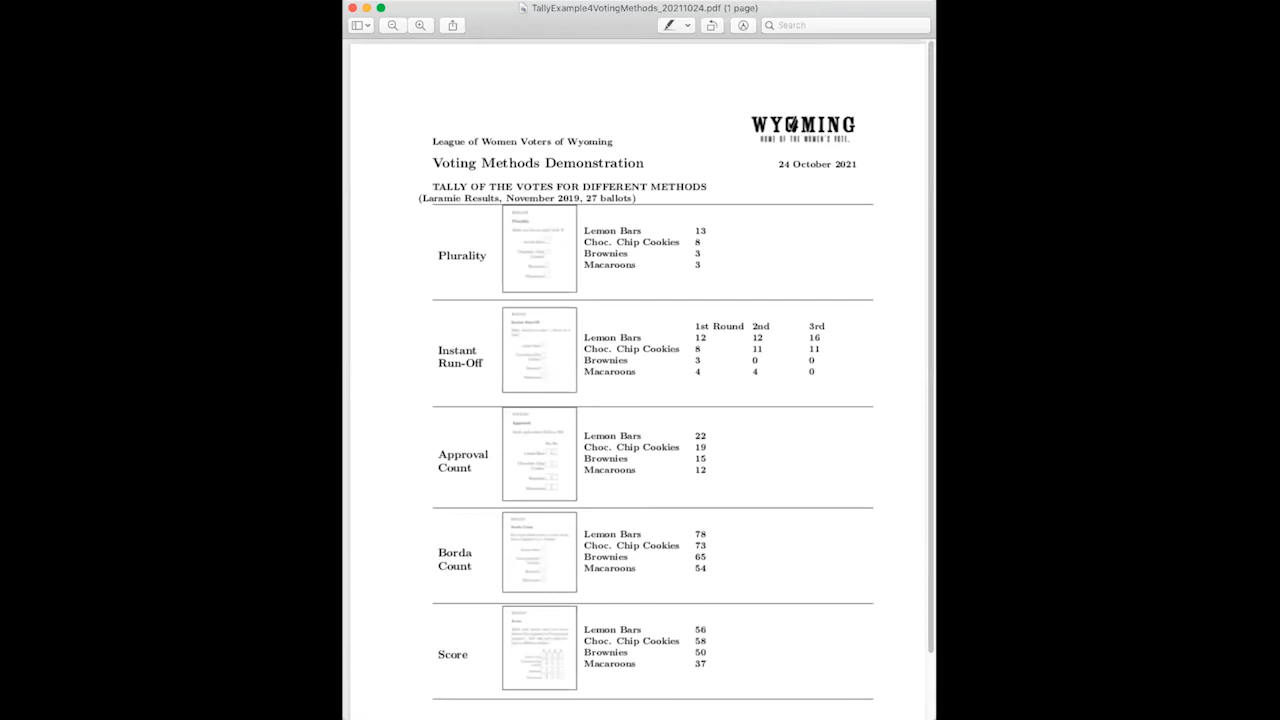 TallyExample4VotingMethods_20211024.pdf (1 page)
Search
WYOMING
HOME OF THE WOMEN'S VOTE.
League of Women Voters of Wyoming
Voting Methods Demonstration 24 October 2021
TALLY OF THE VOTES FOR DIFFERENT METHODS
(Laramie Results, November 2019, 27 ballots)
Plurality
Lemon Bars 13
Choc. Chip Cookies 8
Brownies 3
Macaroons 3
Instant
Run-Off
1st Round 2nd 3rd
Lemon Bars 12 12 16
Choc. Chip Cookies 8 11 11
Brownies 3 0 0
Macaroons 4 4 0
Approval
Count
Lemon Bars 22
Choc. Chip Cookies 19
Brownies 15
Macaroons 12
Borda
Count
Lemon Bars 78
Choc. Chip Cookies 73
Brownies 65
Macaroons 54
Score
Lemon Bars 56
Choc. Chip Cookies 58
Brownies 50
Macaroons 37